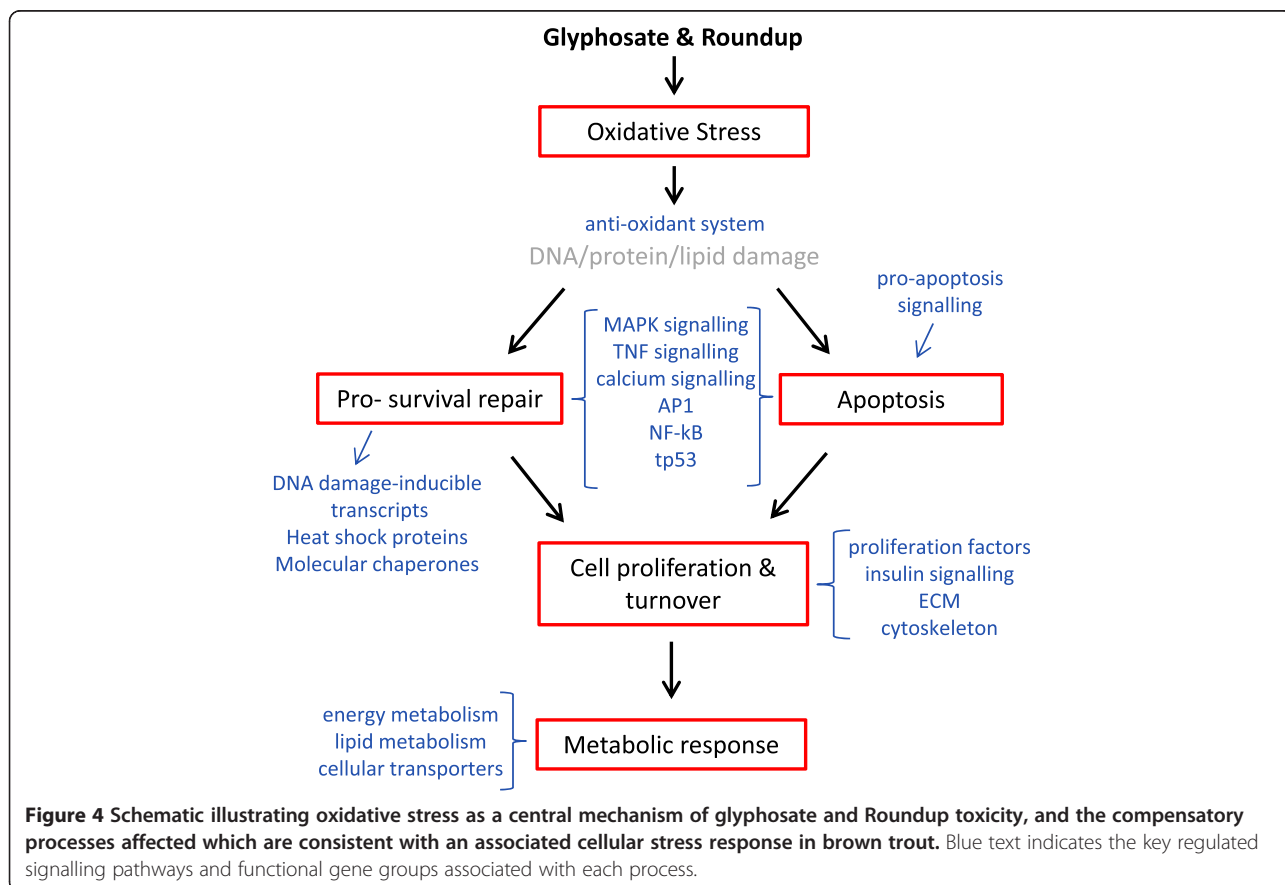 Glyphosate & Roundup
Oxidative Stress
anti-oxidant system
DNA/protein/lipid damage
pro-apoptosis
signalling
MAPK signalling
TNF signalling
calcium signalling
AP1
NF-kB
tp53
Pro- survival repair
Apoptosis
DNA damage-inducible
transcripts
Heat shock proteins
Molecular chaperones
Cell proliferation &
turnover
proliferation factors
insulin signalling
ECM
cytoskeleton
energy metabolism
lipid metabolism
cellular transporters
Metabolic response
Figure 4 Schematic illustrating oxidative stress as a central mechanism of glyphosate and Roundup toxicity, and the compensatory
processes affected which are consistent with an associated cellular stress response in brown trout. Blue text indicates the key regulated
signalling pathways and functional gene groups associated with each process.